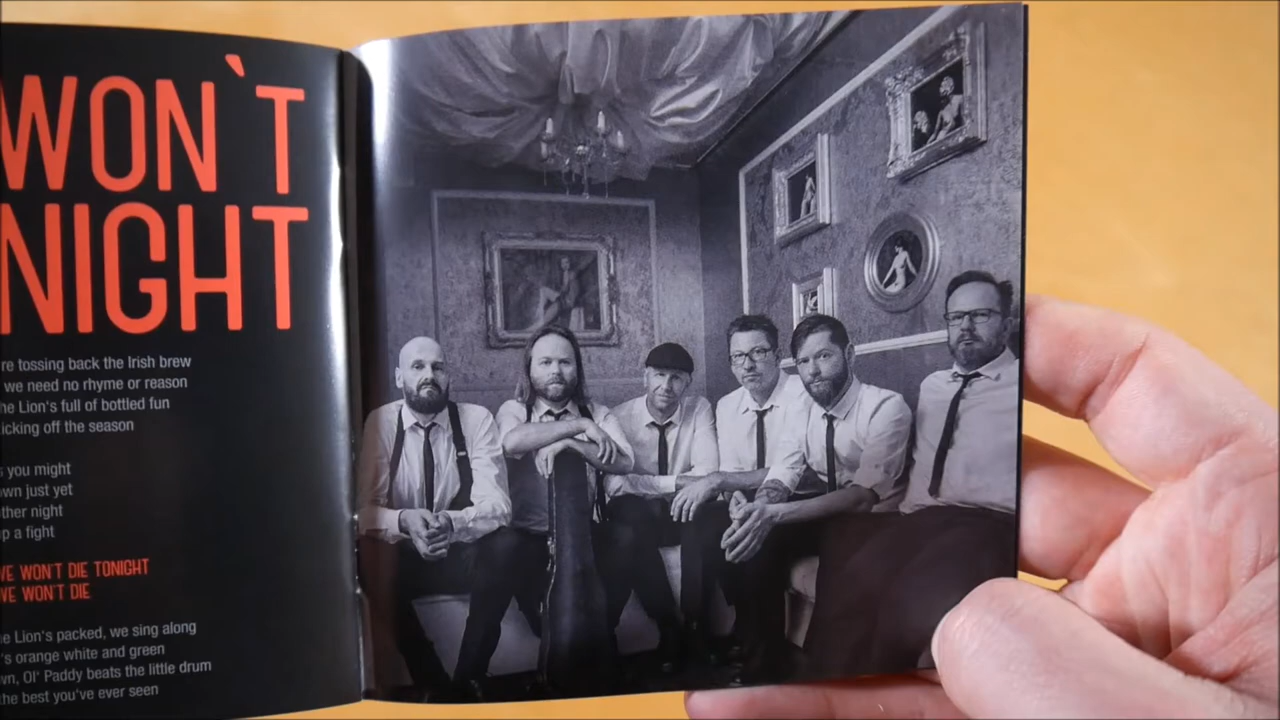 WON`T
NIGHT
re tossing back the Irish brew
we need no rhyme or reason
he Lion's full of bottled fun
icking off the season
s you might
wn just yet
ther night
p a fight
WE WON'T DIE TONIGHT
WE WON'T DIE
e Lion's packed, we sing along
's orange white and green
wn, Ol' Paddy beats the little drum
the best you've ever seen